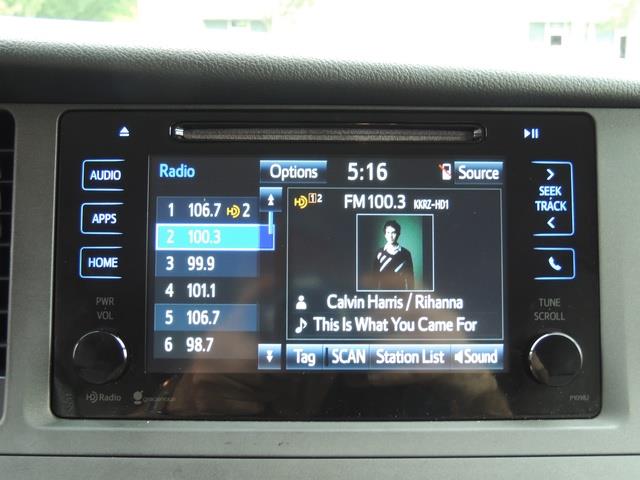 AUDIO
APPS
HOME
PWR
VOL
HD Radio
gracenote
Radio
Options
5:16
Source
1 106.7 HD 2
2 100.3
3 99.9
4 101.1
5 106.7
6 98.7
HD 1 2
FM 100.3 KKRZ-HD1
Calvin Harris / Rihanna
This Is What You Came For
Tag
SCAN
Station List
Sound
SEEK
TRACK
TUNE
SCROLL